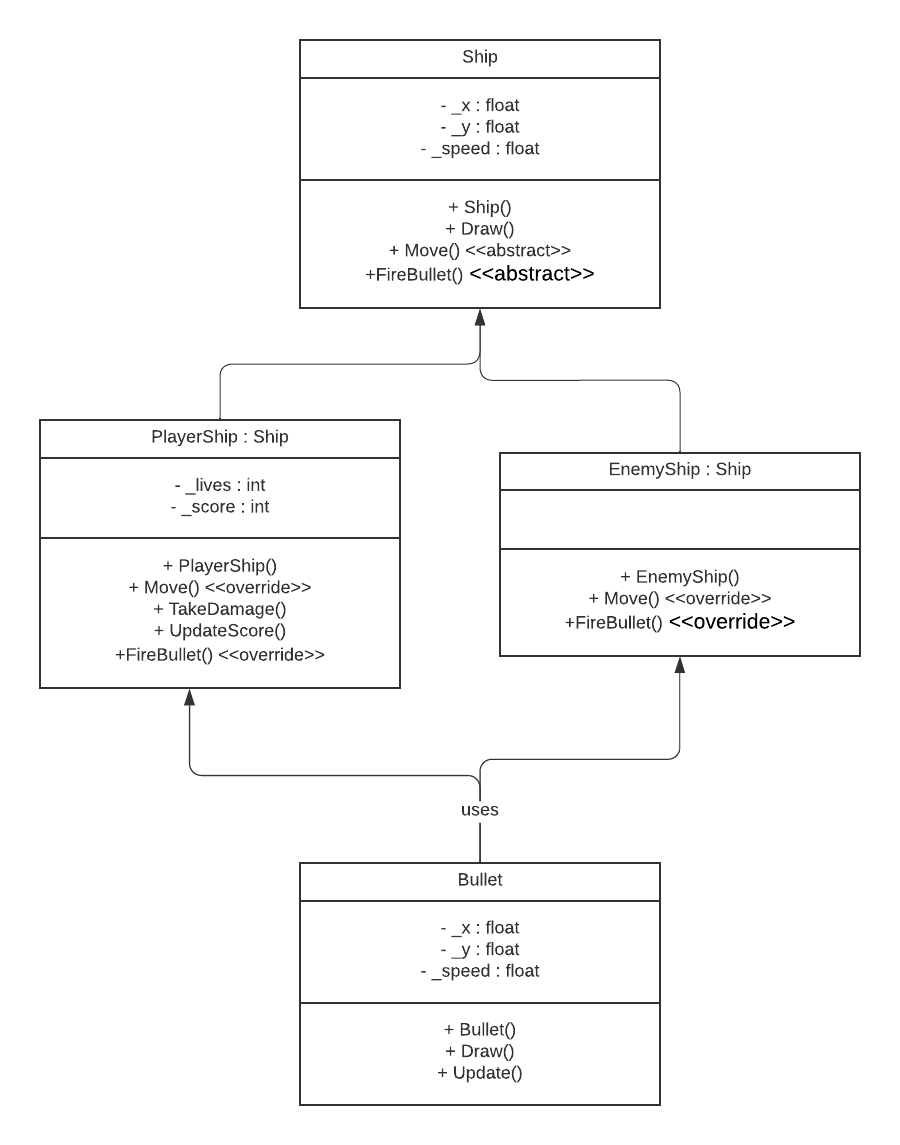 Ship
- _x : float
- _y : float
- _speed : float
+ Ship()
+ Draw()
+ Move() <<abstract>>
+FireBullet() <<abstract>>
PlayerShip : Ship
- _lives : int
- _score : int
+ PlayerShip()
+ Move() <<override>>
+ TakeDamage()
+ UpdateScore()
+FireBullet() <<override>>
EnemyShip : Ship
+ EnemyShip()
+ Move() <<override>>
+FireBullet() <<override>>
uses
Bullet
- _x : float
- _y : float
- _speed : float
+ Bullet()
+ Draw()
+ Update()